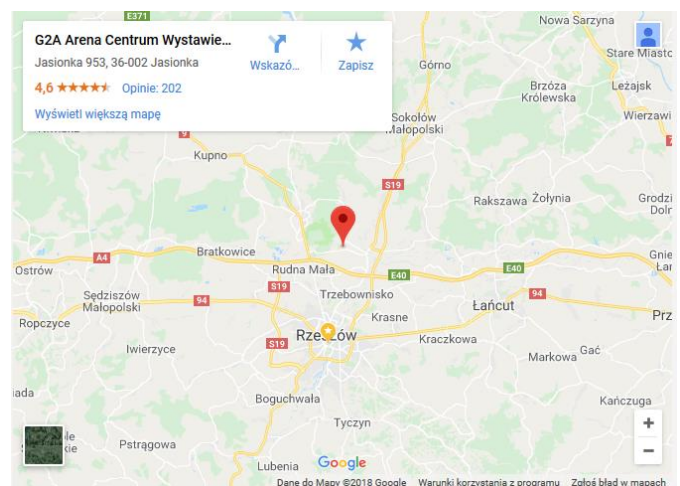 E371
Nowa Sarzyna
G2A Arena Centrum Wystawie...
Jasionka 953, 36-002 Jasionka
Wskazó...
Zapisz
4,6
Opinie: 202
Wyświetl większą mapę
Stare Miasto
Górno
Brzóza
Królewska
Leżajsk
Wierzawi
Sokołów
Małopolski
9
Kupno
S19
Rakszawa
Żołynia
Grodzi
Doln
Bratkowice
A4
Ostrów
Rudna Mała
E40
E40
Gnie
Łań
Sędziszów
Małopolski
94
S19
Trzebownisko
Łańcut
94
Ropczyce
Krasne
Prz
Rzeszów
S19
Kraczkowa
Iwierzyce
Markowa
Gać
Boguchwała
Kańczuga
Tyczyn
Pstrągowa
Lubenia
Google
+
−
Dane do Mapy ©2018 Google
Warunki korzystania z programu
Zgłoś błąd w mapach